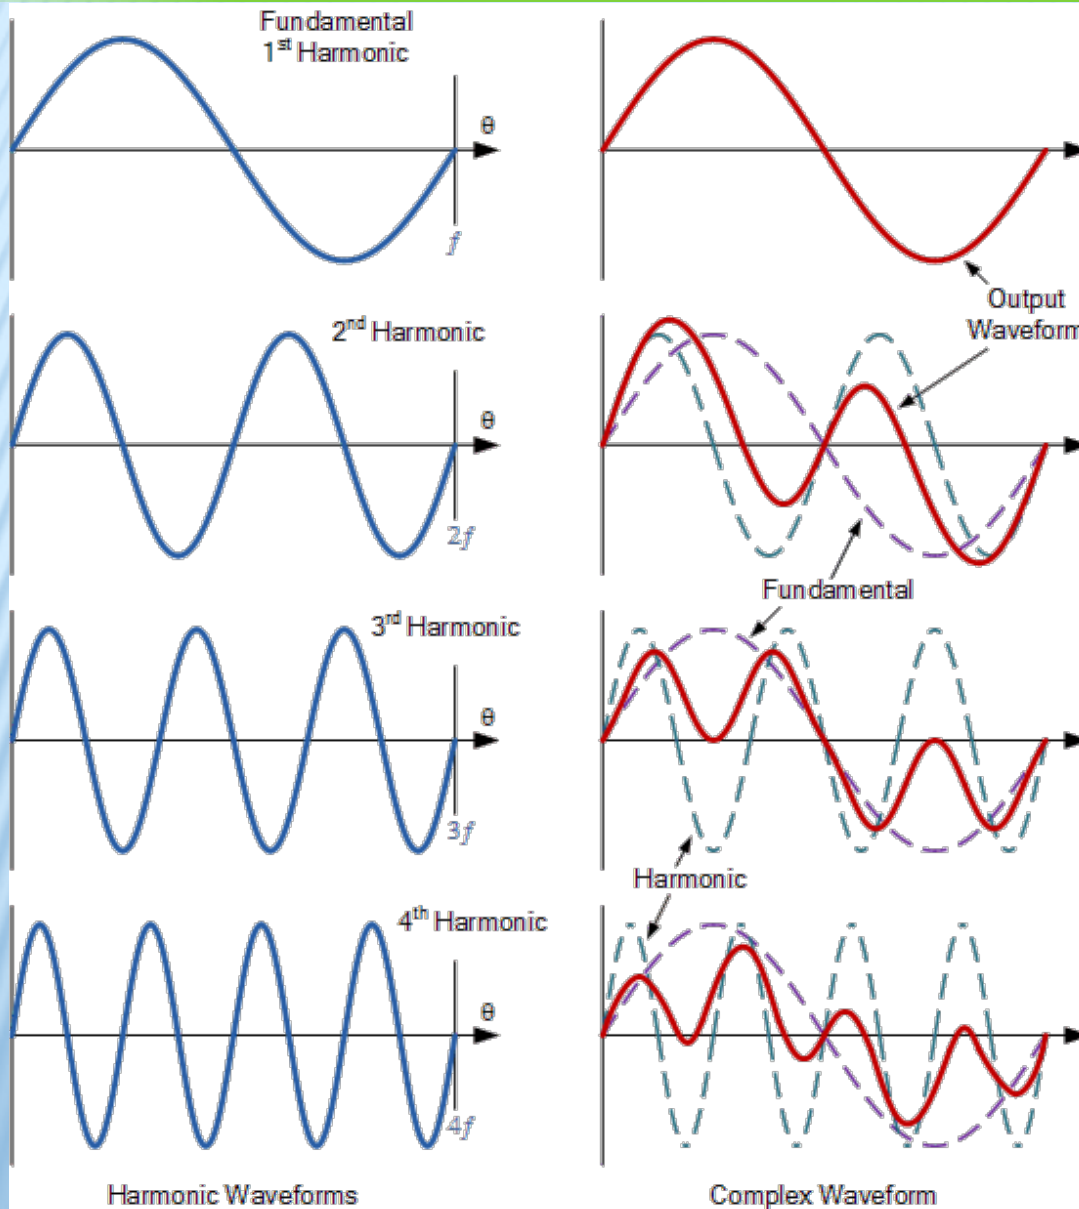 Fundamental
1st Harmonic
θ
f
Output
Waveform
2nd Harmonic
θ
2f
Fundamental
3rd Harmonic
θ
3f
Harmonic
4th Harmonic
θ
4f
Harmonic Waveforms
Complex Waveform